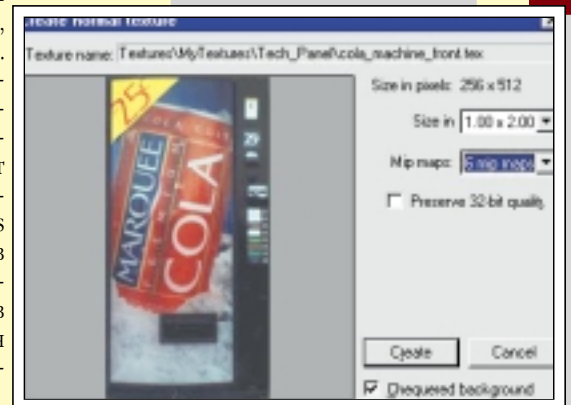 Create normal texture
Texture name: Textures\MyTextures\Tech_Panel\cola_machine_front.tex
Size in pixels: 256 x 512
Size in 1.00 x 2.00
Mip maps: 5 mip maps
Preserve 32-bit quality
25¢
MARQUEE
COLA
Create Cancel
Chequered background